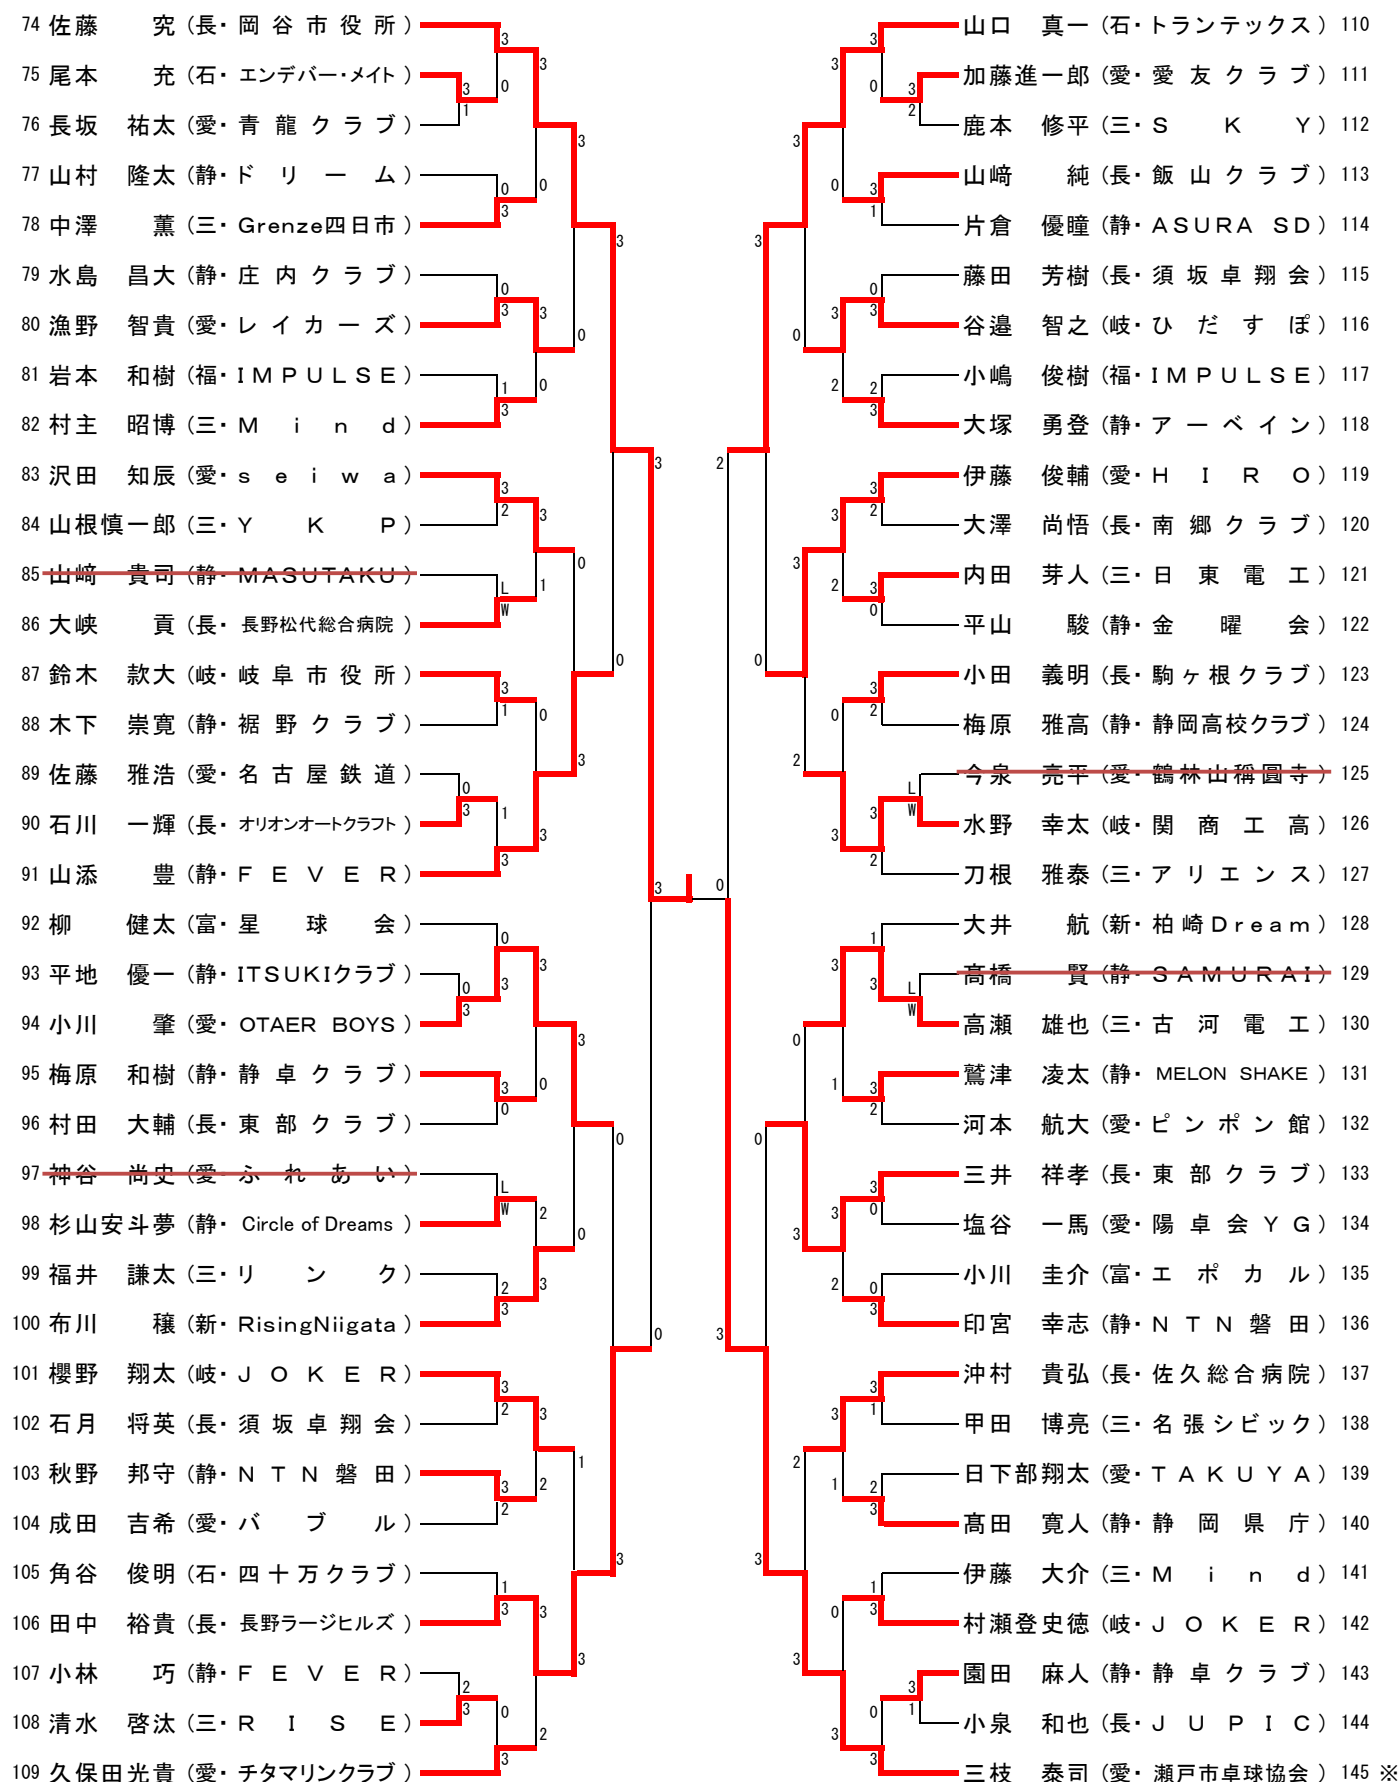 74 佐藤 究 (長・岡谷市役所)
75 尾本 充 (石・エンデバー・メイト)
76 長坂 祐太 (愛・青龍クラブ)
77 山村 隆太 (静・ドリーム)
78 中澤 薫 (三・Grenze四日市)
79 水島 昌大 (静・庄内クラブ)
80 漁野 智貴 (愛・レイカーズ)
81 岩本 和樹 (福・IMPULSE)
82 村主 昭博 (三・Mind)
83 沢田 知辰 (愛・seiwa)
84 山根慎一郎 (三・YKP)
85 山﨑 貴司 (静・MASUTAKU)
86 大峡 貢 (長・長野松代総合病院)
87 鈴木 款大 (岐・岐阜市役所)
88 木下 崇寛 (静・裾野クラブ)
89 佐藤 雅浩 (愛・名古屋鉄道)
90 石川 一輝 (長・オリオンオートクラフト)
91 山添 豊 (静・FEVER)
92 柳 健太 (富・星球会)
93 平地 優一 (静・ITSUKIクラブ)
94 小川 肇 (愛・OTAER BOYS)
95 梅原 和樹 (静・静卓クラブ)
96 村田 大輔 (長・東部クラブ)
97 神谷 尚史 (愛・ふれあい)
98 杉山安斗夢 (静・Circle of Dreams)
99 福井 謙太 (三・リンク)
100 布川 穣 (新・RisingNiigata)
101 櫻野 翔太 (岐・JOKER)
102 石月 将英 (長・須坂卓翔会)
103 秋野 邦守 (静・NTN磐田)
104 成田 吉希 (愛・バブル)
105 角谷 俊明 (石・四十万クラブ)
106 田中 裕貴 (長・長野ラージヒルズ)
107 小林 巧 (静・FEVER)
108 清水 啓汰 (三・RISE)
109 久保田光貴 (愛・チタマリンクラブ)
山口 真一 (石・トランテックス) 110
加藤進一郎 (愛・愛友クラブ) 111
鹿本 修平 (三・SKY) 112
山﨑 純 (長・飯山クラブ) 113
片倉 優瞳 (静・ASURA SD) 114
藤田 芳樹 (長・須坂卓翔会) 115
谷邉 智之 (岐・ひだすぽ) 116
小嶋 俊樹 (福・IMPULSE) 117
大塚 勇登 (静・アーベイン) 118
伊藤 俊輔 (愛・HIRO) 119
大澤 尚悟 (長・南郷クラブ) 120
内田 芽人 (三・日東電工) 121
平山 駿 (静・金曜会) 122
小田 義明 (長・駒ヶ根クラブ) 123
梅原 雅高 (静・静岡高校クラブ) 124
今泉 亮平 (愛・鶴林山稱圓寺) 125
水野 幸太 (岐・関商工高) 126
刀根 雅泰 (三・アリエンス) 127
大井 航 (新・柏崎Dream) 128
高橋 賢 (静・SAMURAI) 129
高瀬 雄也 (三・古河電工) 130
鷲津 凌太 (静・MELON SHAKE) 131
河本 航大 (愛・ピンポン館) 132
三井 祥孝 (長・東部クラブ) 133
塩谷 一馬 (愛・陽卓会YG) 134
小川 圭介 (富・エポカル) 135
印宮 幸志 (静・NTN磐田) 136
沖村 貴弘 (長・佐久総合病院) 137
甲田 博亮 (三・名張シビック) 138
日下部翔太 (愛・TAKUYA) 139
髙田 寛人 (静・静岡県庁) 140
伊藤 大介 (三・Mind) 141
村瀬登史徳 (岐・JOKER) 142
園田 麻人 (静・静卓クラブ) 143
小泉 和也 (長・JUPIC) 144
三枝 泰司 (愛・瀬戸市卓球協会) 145 ※